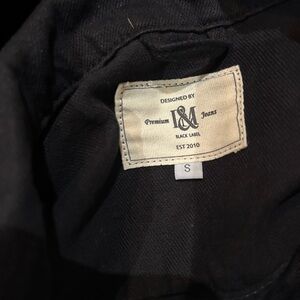 DESIGNED BY
Premium I&M Jeans
BLACK LABEL
EST 2010
S